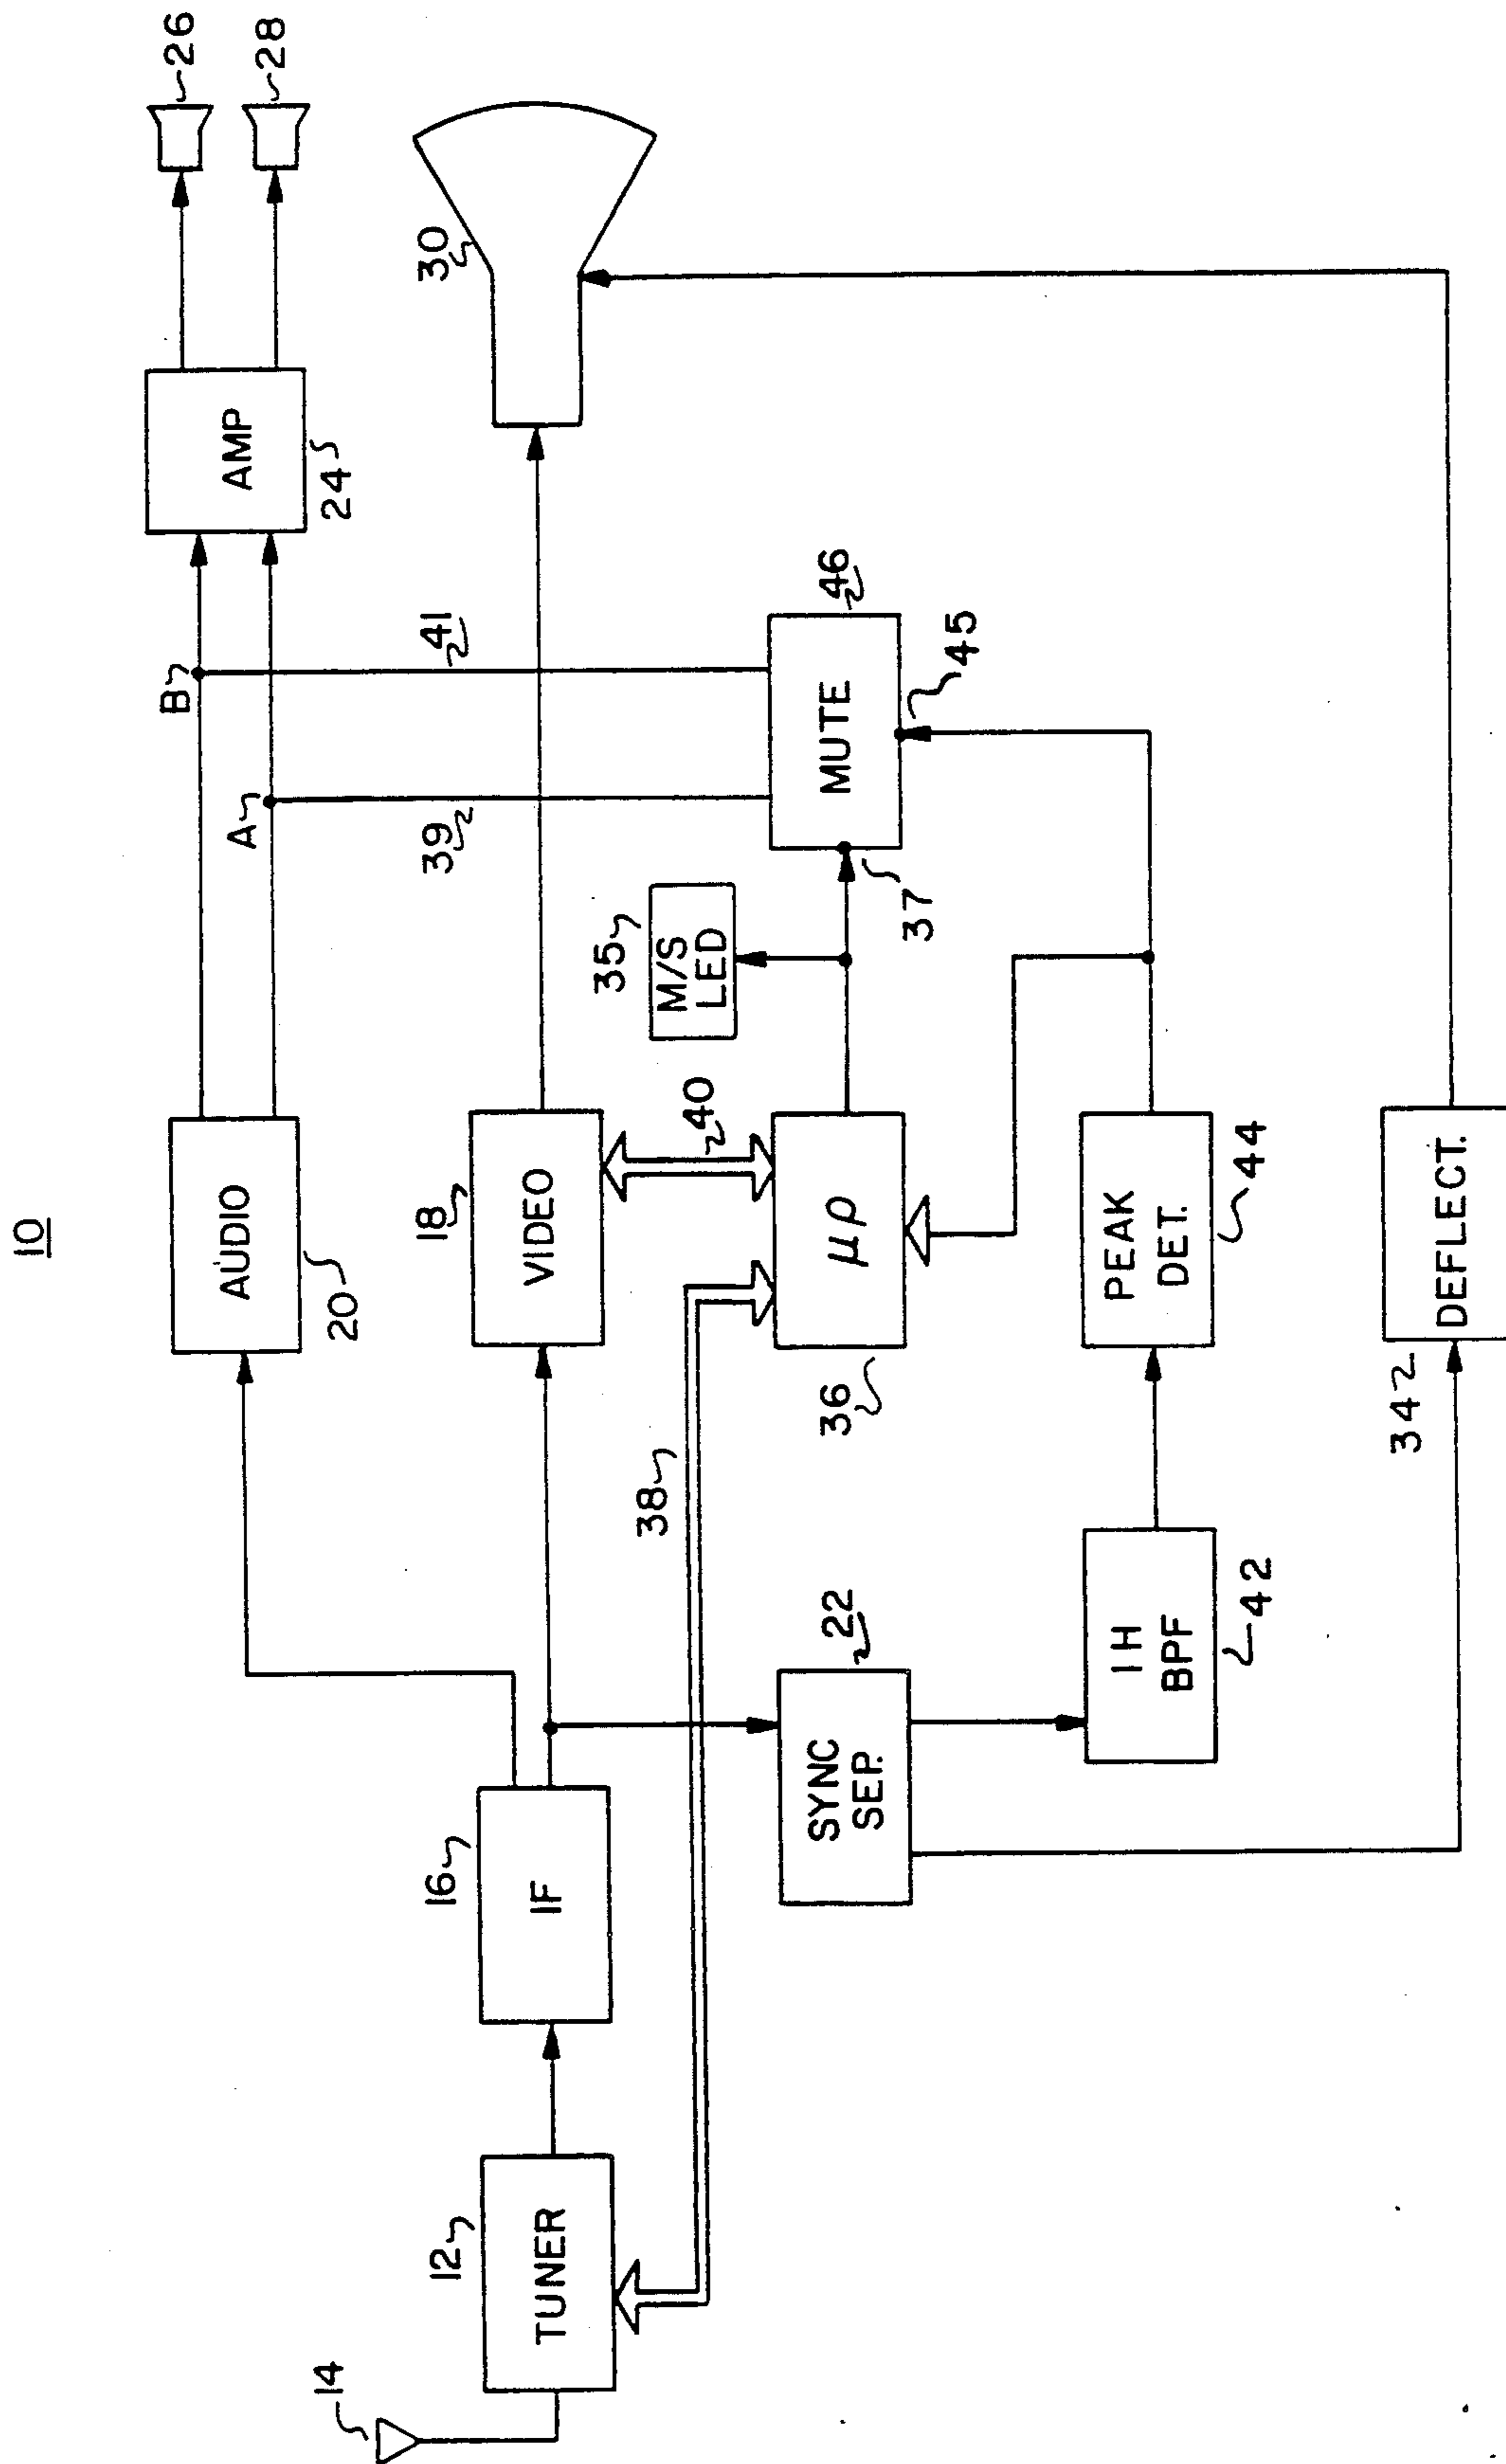 10
26
28
AMP
24
30
B
A
41
39
MUTE
46
45
37
35
M/S
LED
AUDIO
20
VIDEO
18
40
μρ
36
38
PEAK
DET.
44
DEFLECT.
34
IF
16
SYNC
SEP.
22
1H
BPF
42
TUNER
12
14